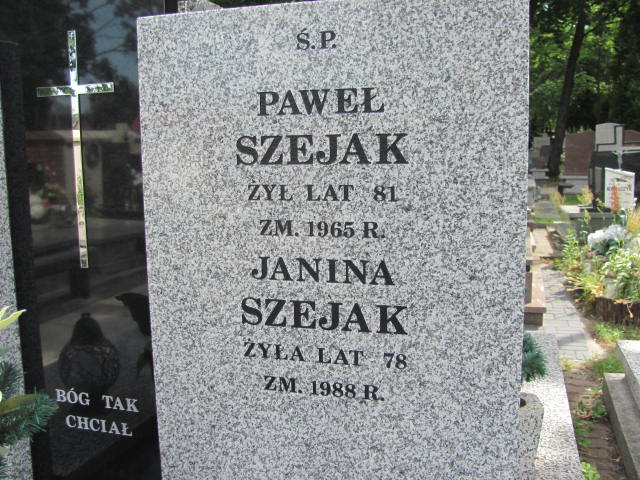 Ś.P.
PAWEŁ
SZEJAK
ŻYŁ LAT 81
ZM. 1965 R.
JANINA
SZEJAK
ŻYŁA LAT 78
ZM. 1988 R.
BÓG TAK
CHCIAŁ